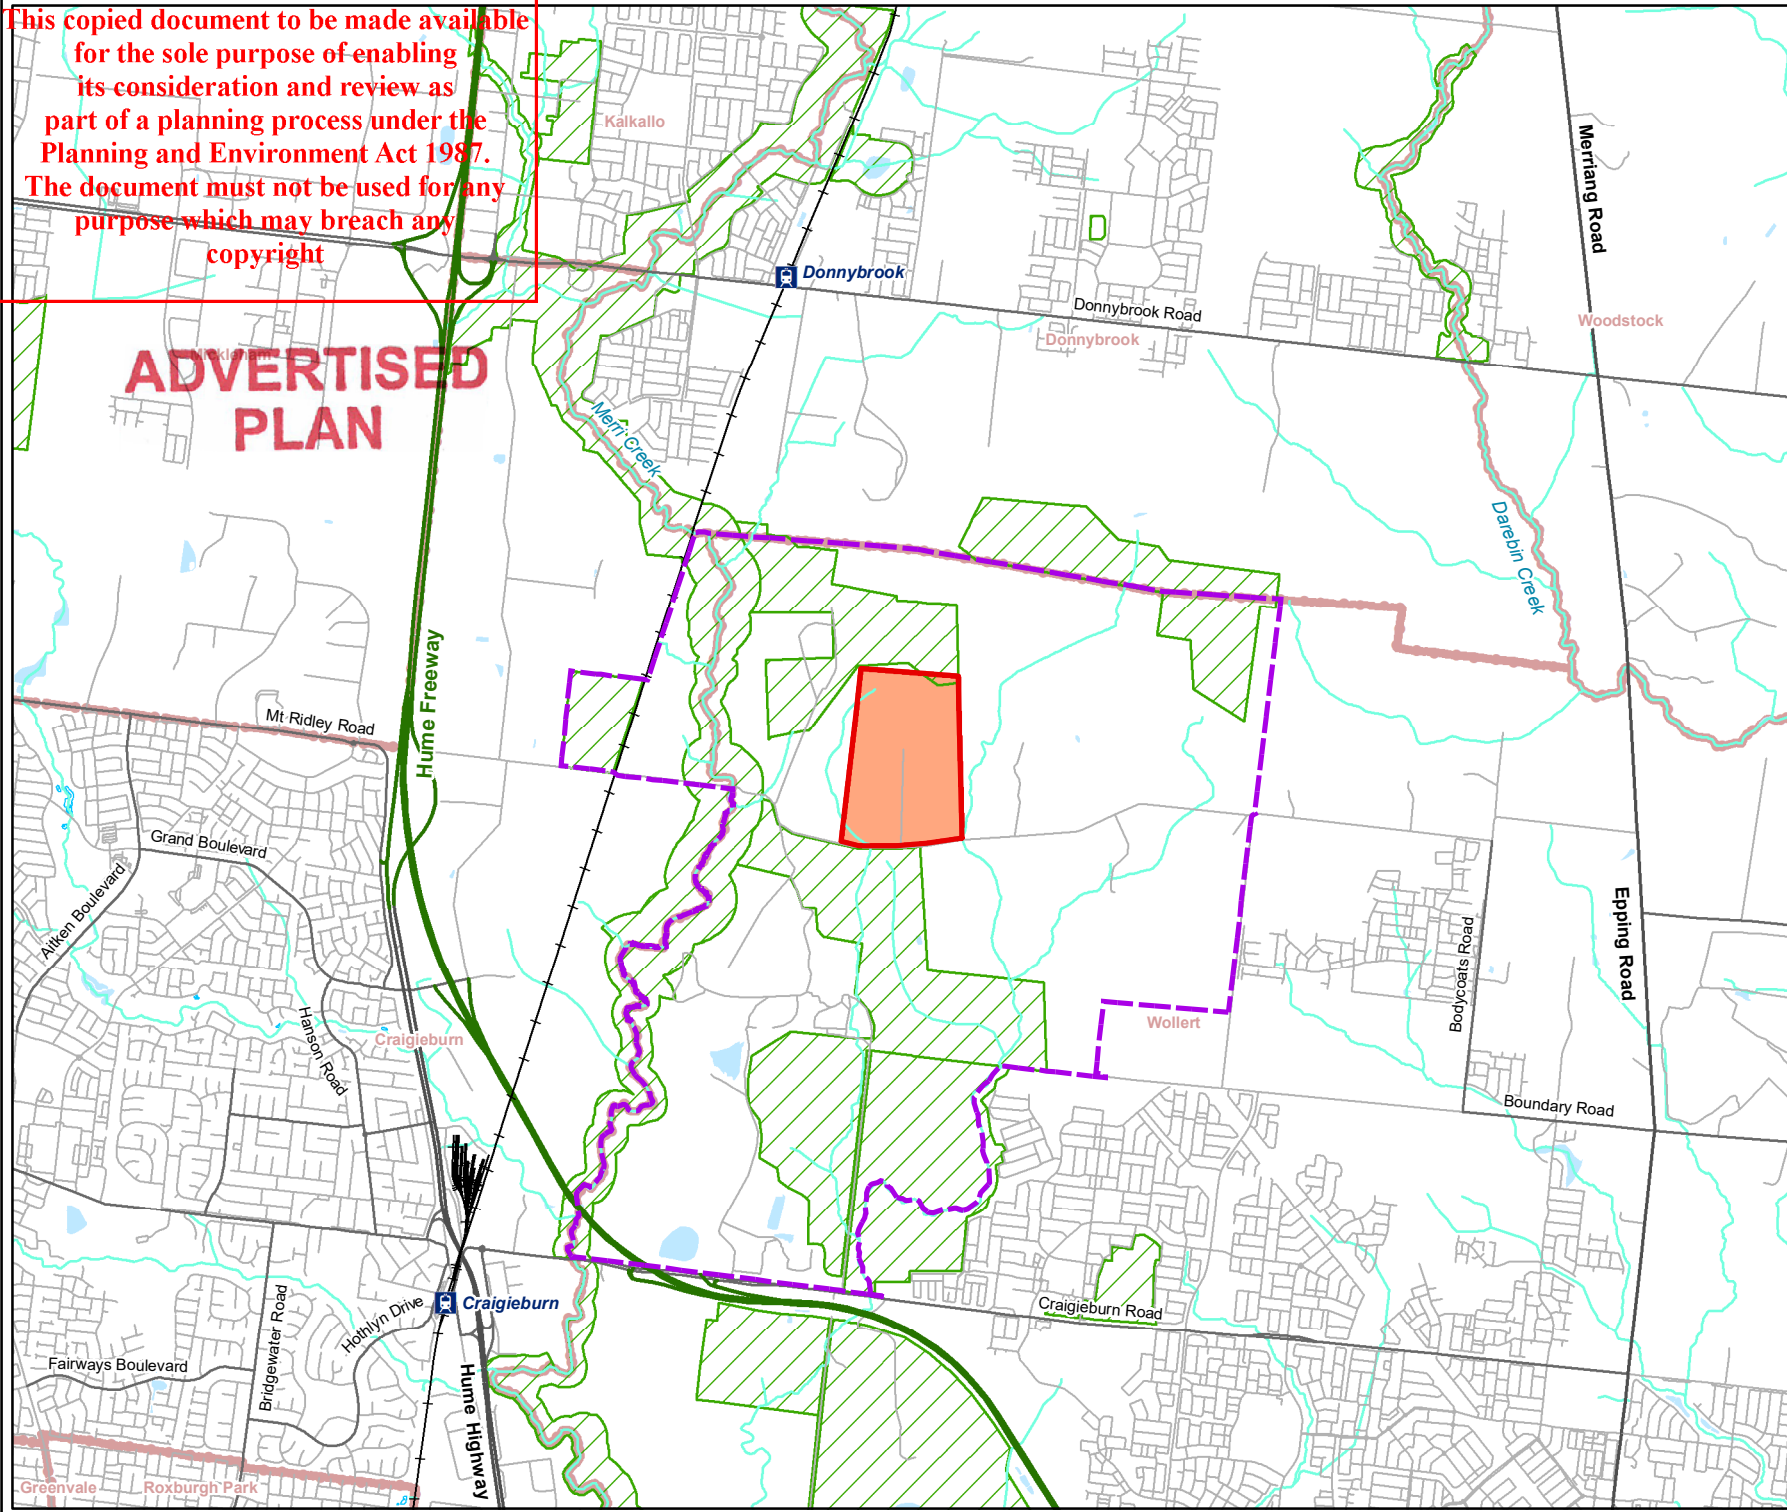 This copied document to be made available
for the sole purpose of enabling
its consideration and review as
part of a planning process under the
Planning and Environment Act 1987.
The document must not be used for any
purpose which may breach any
copyright
Kalkallo
Merriang Road
Donnybrook
Donnybrook Road
Donnybrook
Woodstock
Mickleham
ADVERTISED
PLAN
Merri Creek
Darebin Creek
Hume Freeway
Mt Ridley Road
Grand Boulevard
Aitken Boulevard
Epping Road
Bodycoats Road
Hanson Road
Craigieburn
Wollert
Boundary Road
Craigieburn
Craigieburn Road
Hothlyn Drive
Bridgewater Road
Fairways Boulevard
Hume Highway
Greenvale
Roxburgh Park